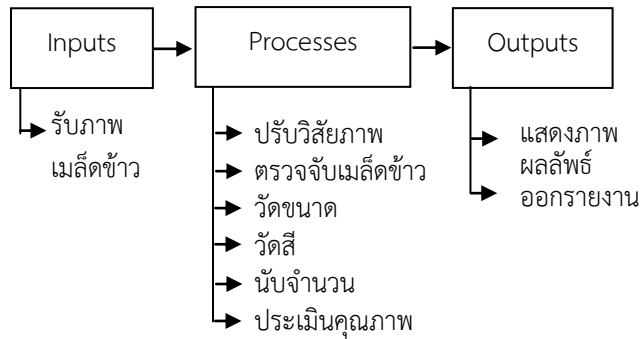 Inputs
Processes
Outputs
รับภาพ
เมล็ดข้าว
ปรับวิสัยภาพ
ตรวจจับเมล็ดข้าว
วัดขนาด
วัดสี
นับจำนวน
ประเมินคุณภาพ
แสดงภาพ
ผลลัพธ์
ออกรายงาน